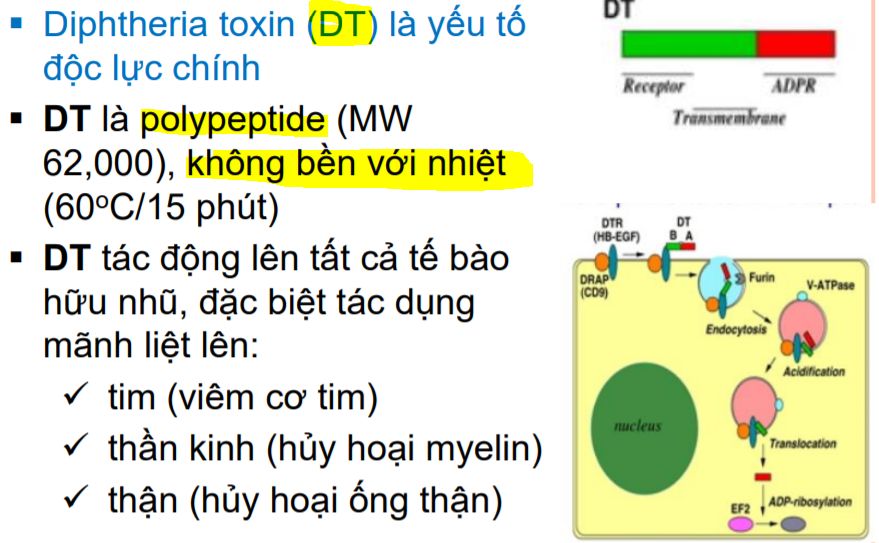 ▪ Diphtheria toxin (DT) là yếu tố
độc lực chính
▪ DT là polypeptide (MW
62,000), không bền với nhiệt
(60ºC/15 phút)
▪ DT tác động lên tất cả tế bào
hữu nhũ, đặc biệt tác dụng
mãnh liệt lên:
✓ tim (viêm cơ tim)
✓ thần kinh (hủy hoại myelin)
✓ thận (hủy hoại ống thận)
DT
Receptor ADPR
Transmembrane
DTR DT
(HB-EGF) B A
DRAP
(CD9)
Furin
V-ATPase
Endocytosis
Acidification
nucleus
Translocation
ADP-ribosylation
EF2